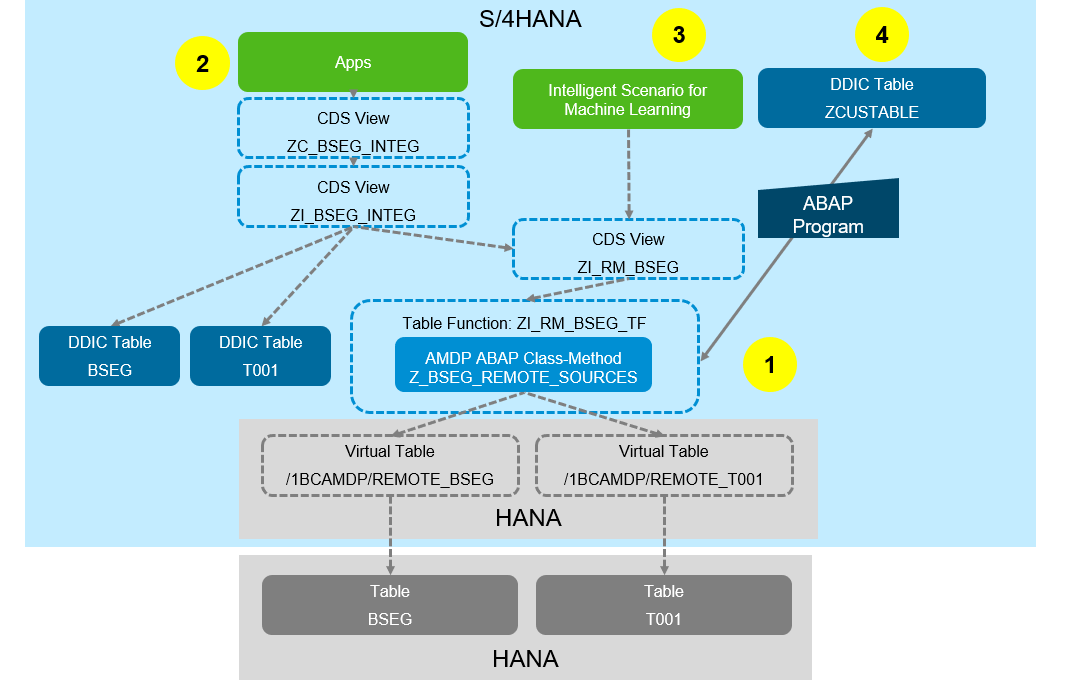 S/4HANA
2
Apps
3
4
Intelligent Scenario for
Machine Learning
DDIC Table
ZCUSTABLE
CDS View
ZC_BSEG_INTEG
CDS View
ZI_BSEG_INTEG
ABAP
Program
CDS View
ZI_RM_BSEG
DDIC Table
BSEG
DDIC Table
T001
Table Function: ZI_RM_BSEG_TF
AMDP ABAP Class-Method
Z_BSEG_REMOTE_SOURCES
1
Virtual Table
/1BCAMDP/REMOTE_BSEG
Virtual Table
/1BCAMDP/REMOTE_T001
HANA
Table
BSEG
Table
T001
HANA